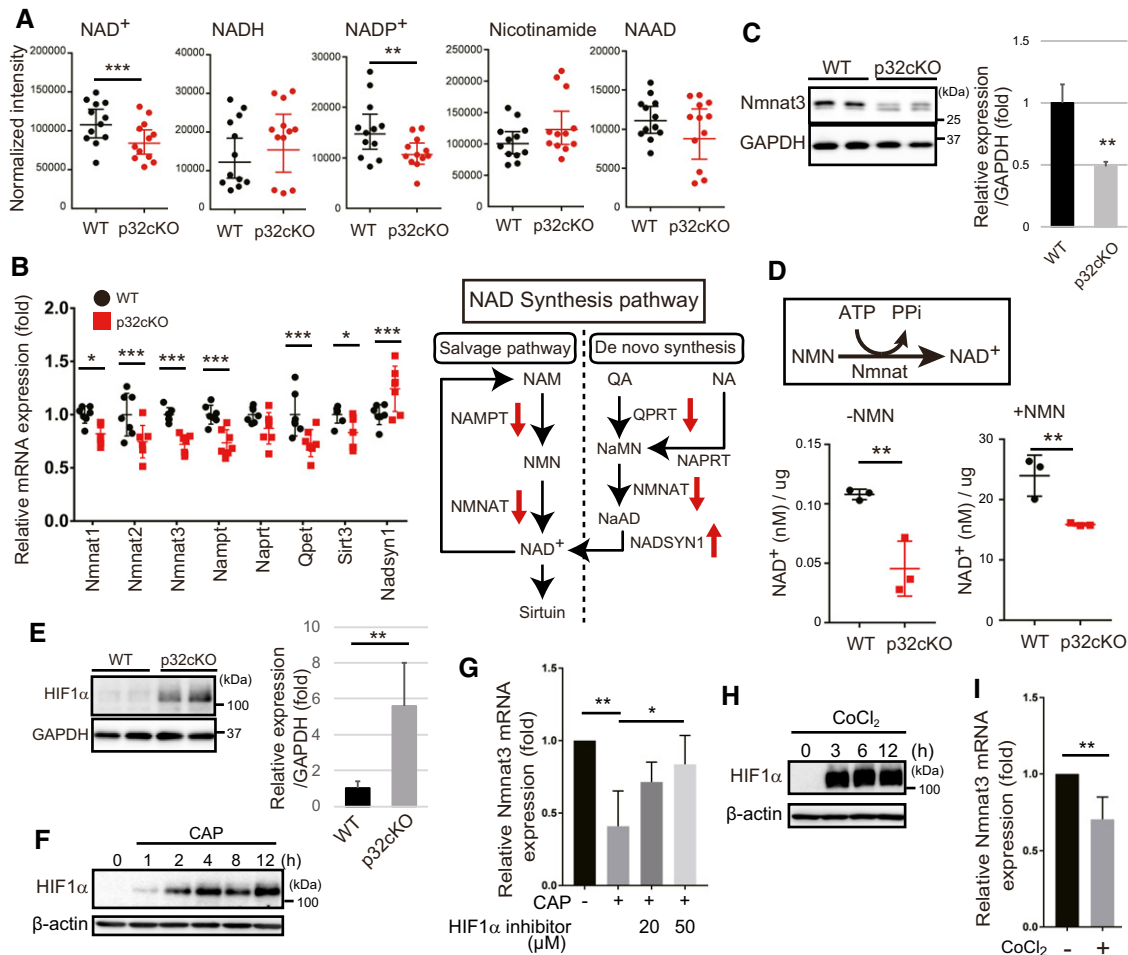 A
NAD+
NADH
NADP+
Nicotinamide
NAAD
Normalized intensity
***
**
200000
150000
100000
50000
0
40000
30000
20000
10000
0
30000
20000
10000
0
250000
200000
150000
100000
50000
0
20000
15000
10000
5000
0
WT p32cKO
WT p32cKO
WT p32cKO
WT p32cKO
WT p32cKO
B
WT
p32cKO
Relative mRNA expression (fold)
2.0
1.5
1.0
0.5
0.0
* *** *** *** *** * ***
Nmnat1
Nmnat2
Nmnat3
Nampt
Naprt
Qpet
Sirt3
Nadsyn1
NAD Synthesis pathway
Salvage pathway
De novo synthesis
NAM
QA
NA
NAMPT
QPRT
NaMN
NAPRT
NMN
NMNAT
NMNAT
NaAD
NADSYN1
NAD+
Sirtuin
C
WT p32cKO
(kDa)
Nmnat3
25
GAPDH
37
Relative expression
/GAPDH (fold)
1.5
1
0.5
0
**
WT
p32cKO
D
ATP PPi
NMN
NAD+
Nmnat
-NMN
+NMN
NAD+ (nM) / ug
0.15
0.10
0.05
0
**
WT p32cKO
NAD+ (nM) / ug
30
20
10
0
**
WT p32cKO
E
WT p32cKO
(kDa)
HIF1α
100
GAPDH
37
Relative expression
/GAPDH (fold)
10
8
6
4
2
0
**
WT
p32cKO
F
CAP
0 1 2 4 8 12 (h)
(kDa)
HIF1α
100
β-actin
G
Relative Nmnat3 mRNA
expression (fold)
1.5
1.0
0.5
0.0
**
*
CAP
- + + +
HIF1α inhibitor 20 50
(μM)
H
CoCl2
0 3 6 12 (h)
(kDa)
HIF1α
100
β-actin
I
Relative Nmnat3 mRNA
expression (fold)
1.5
1.0
0.5
0.0
**
CoCl2 - +